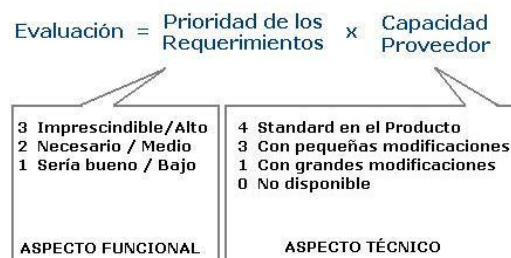 Evaluación = Prioridad de los Requerimientos x Capacidad Proveedor
3 Imprescindible/Alto
2 Necesario / Medio
1 Sería bueno / Bajo
ASPECTO FUNCIONAL
4 Standard en el Producto
3 Con pequeñas modificaciones
1 Con grandes modificaciones
0 No disponible
ASPECTO TÉCNICO